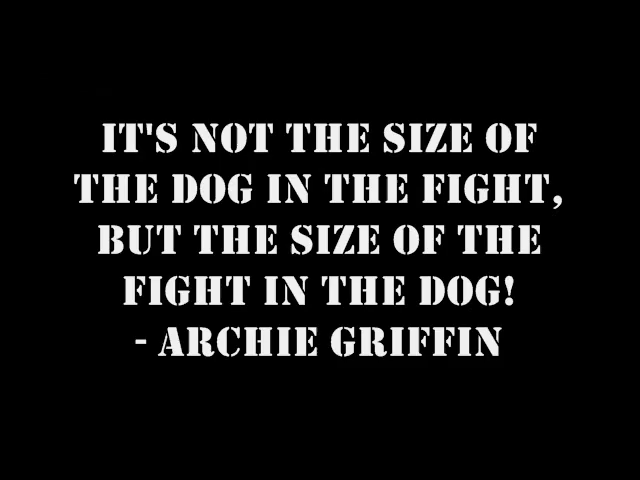 IT'S NOT THE SIZE OF
THE DOG IN THE FIGHT,
BUT THE SIZE OF THE
FIGHT IN THE DOG!
- ARCHIE GRIFFIN